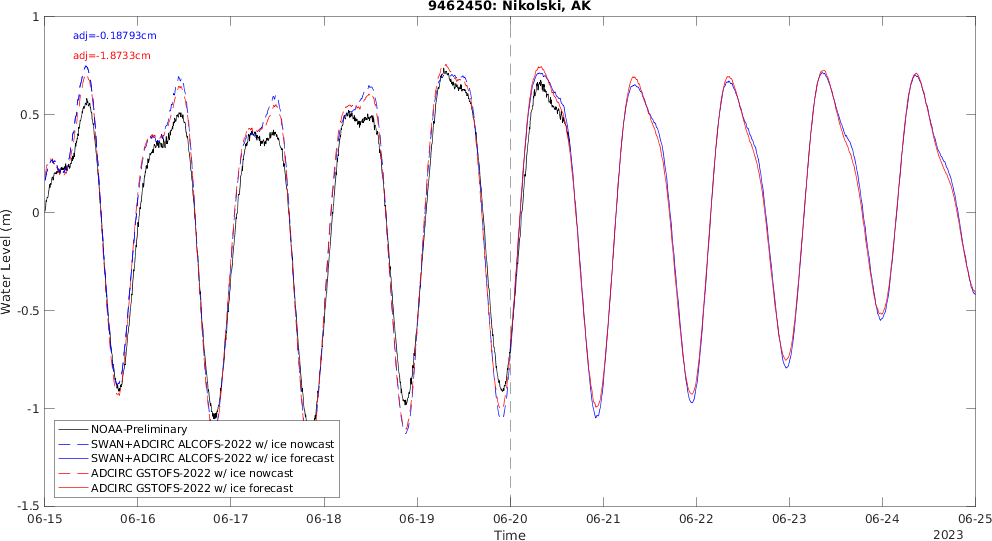 9462450: Nikolski, AK
adj=-0.18793cm
adj=-1.8733cm
Water Level (m)
1
0.5
0
-0.5
-1
-1.5
NOAA-Preliminary
SWAN+ADCIRC ALCOFS-2022 w/ ice nowcast
SWAN+ADCIRC ALCOFS-2022 w/ ice forecast
ADCIRC GSTOFS-2022 w/ ice nowcast
ADCIRC GSTOFS-2022 w/ ice forecast
06-15 06-16 06-17 06-18 06-19 06-20 06-21 06-22 06-23 06-24 06-25
Time
2023